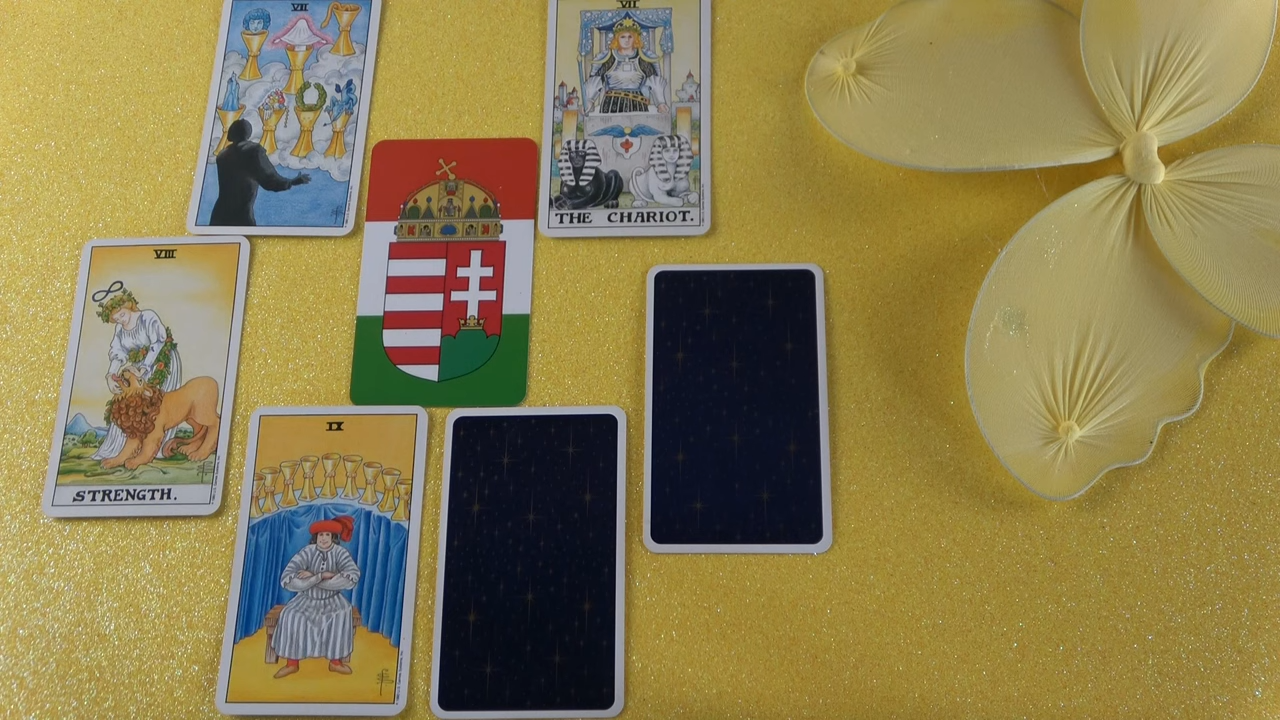 VII
VII
THE CHARIOT.
VIII
STRENGTH.
IX